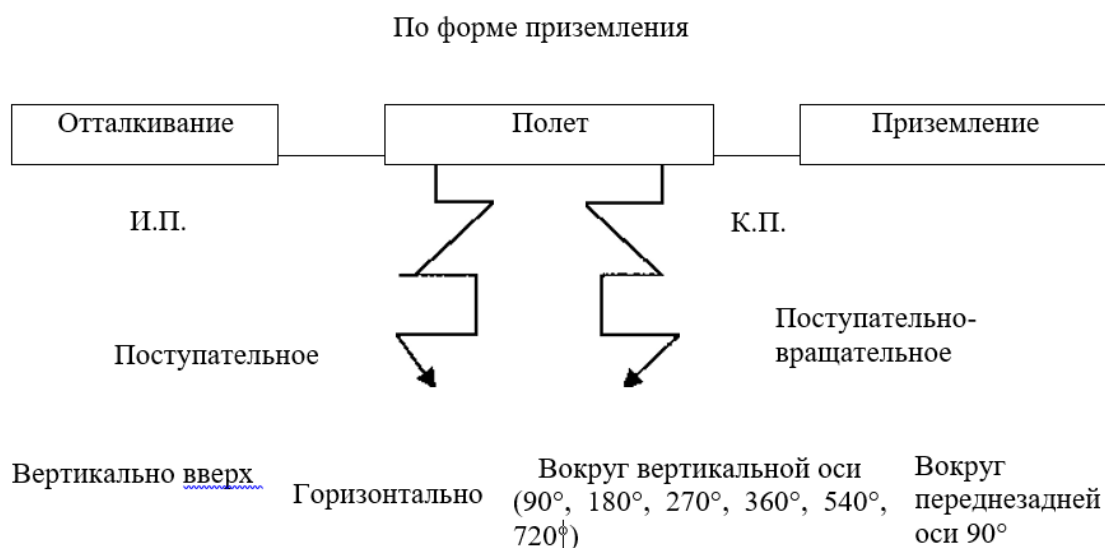 По форме приземления
Отталкивание
Полет
Приземление
И.П.
К.П.
Поступательное
Поступательно-
вращательное
Вертикально вверх
Горизонтально
Вокруг вертикальной оси
(90°, 180°, 270°, 360°, 540°,
720°)
Вокруг
переднезадней
оси 90°